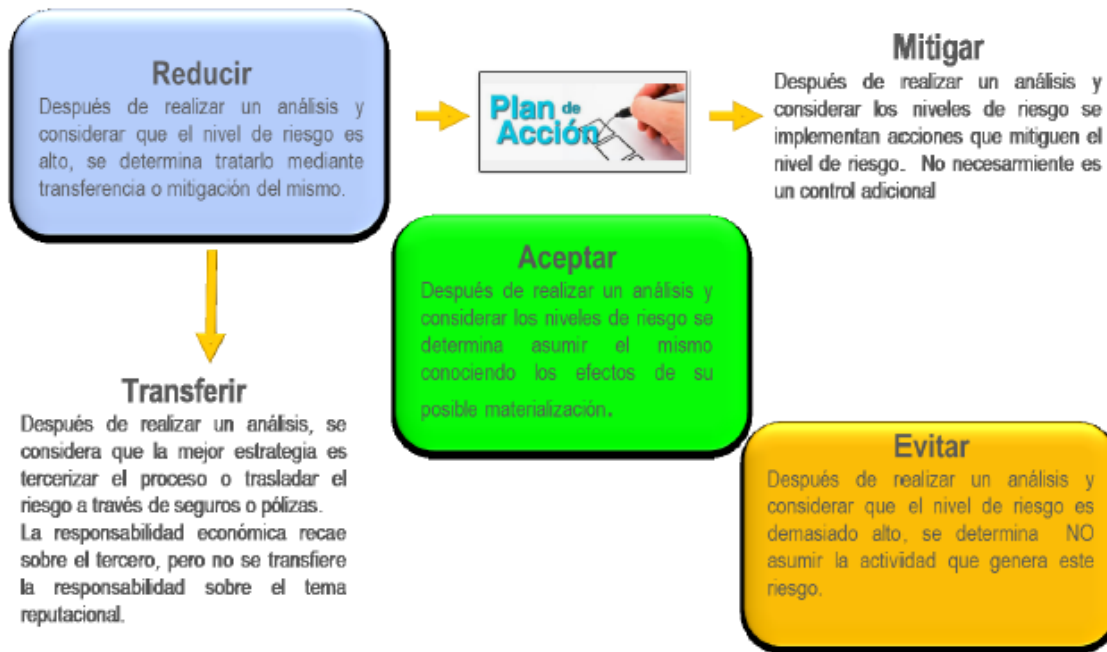 Reducir
Después de realizar un análisis y
considerar que el nivel de riesgo es
alto, se determina tratarlo mediante
transferencia o mitigación del mismo.
Plan de
Acción
Mitigar
Después de realizar un análisis y
considerar los niveles de riesgo se
implementan acciones que mitiguen el
nivel de riesgo. No necesarmiente es
un control adicional
Aceptar
Después de realizar un análisis y
considerar los niveles de riesgo se
determina asumir el mismo
conociendo los efectos de su
posible materialización.
Transferir
Después de realizar un análisis, se
considera que la mejor estrategia es
tercerizar el proceso o trasladar el
riesgo a través de seguros o pólizas.
La responsabilidad económica recae
sobre el tercero, pero no se transfiere
la responsabilidad sobre el tema
reputacional.
Evitar
Después de realizar un análisis y
considerar que el nivel de riesgo es
demasiado alto, se determina NO
asumir la actividad que genera este
riesgo.